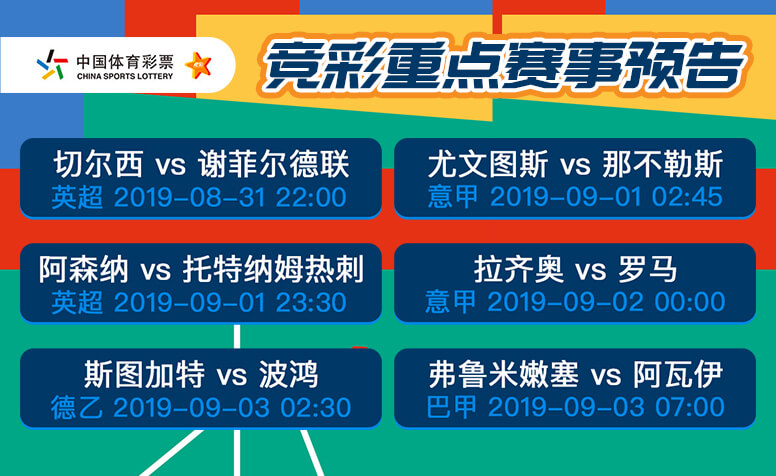 中国体育彩票
CHINA SPORTS LOTTERY
竞彩重点赛事预告
切尔西 vs 谢菲尔德联
英超 2019-08-31 22:00
尤文图斯 vs 那不勒斯
意甲 2019-09-01 02:45
阿森纳 vs 托特纳姆热刺
英超 2019-09-01 23:30
拉齐奥 vs 罗马
意甲 2019-09-02 00:00
斯图加特 vs 波鸿
德乙 2019-09-03 02:30
弗鲁米嫩塞 vs 阿瓦伊
巴甲 2019-09-03 07:00